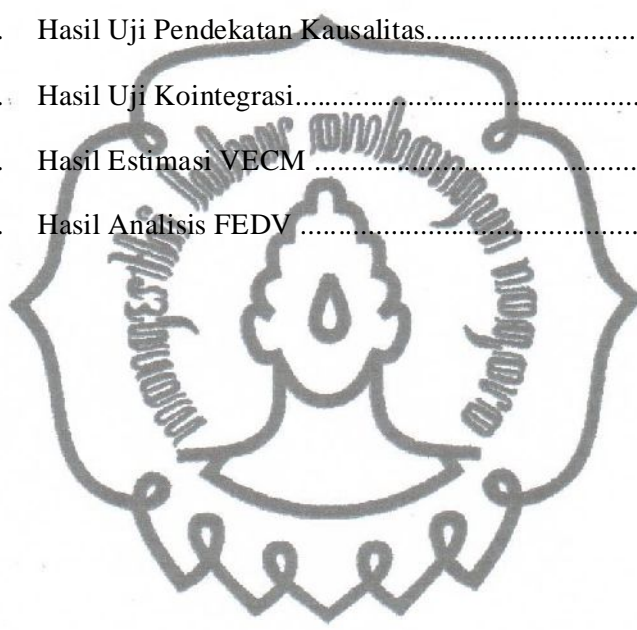 . Hasil Uji Pendekatan Kausalitas...........................
. Hasil Uji Kointegrasi..................................................
. Hasil Estimasi VECM ...............................................
. Hasil Analisis FEDV .................................................